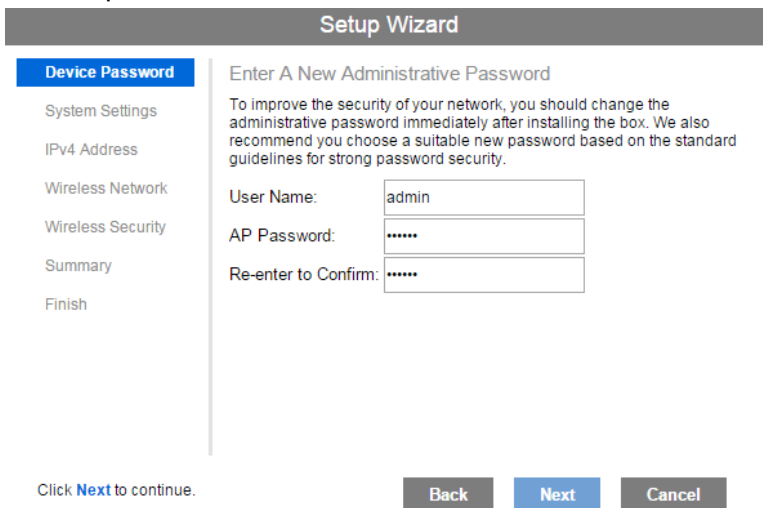 Setup Wizard
Device Password
System Settings
IPv4 Address
Wireless Network
Wireless Security
Summary
Finish
Enter A New Administrative Password
To improve the security of your network, you should change the
administrative password immediately after installing the box. We also
recommend you choose a suitable new password based on the standard
guidelines for strong password security.
User Name: admin
AP Password: ••••••
Re-enter to Confirm: ••••••
Click Next to continue.
Back Next Cancel